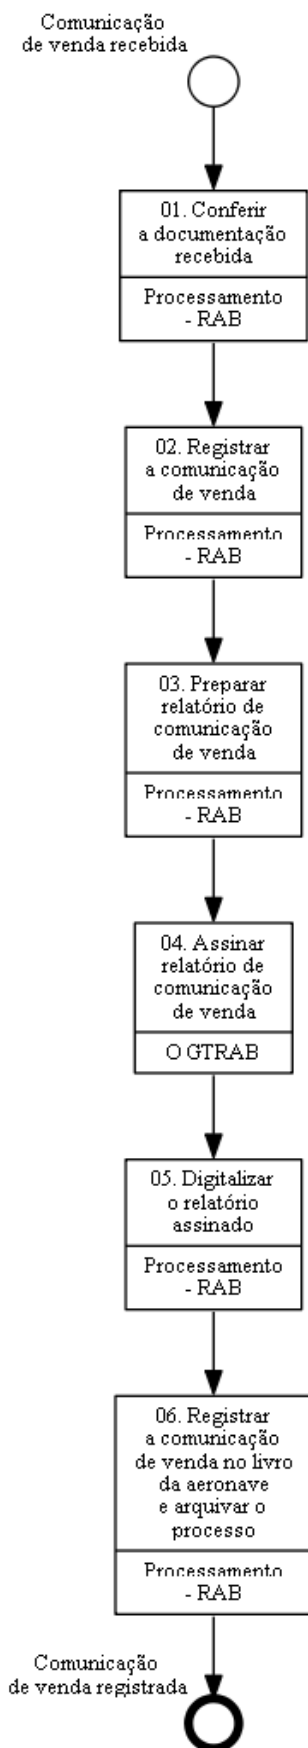 Comunicação
de venda recebida
01. Conferir
a documentação
recebida
Processamento
- RAB
02. Registrar
a comunicação
de venda
Processamento
- RAB
03. Preparar
relatório de
comunicação
de venda
Processamento
- RAB
04. Assinar
relatório de
comunicação
de venda
O GTRAB
05. Digitalizar
o relatório
assinado
Processamento
- RAB
06. Registrar
a comunicação
de venda no livro
da aeronave
e arquivar o
processo
Processamento
- RAB
Comunicação
de venda registrada